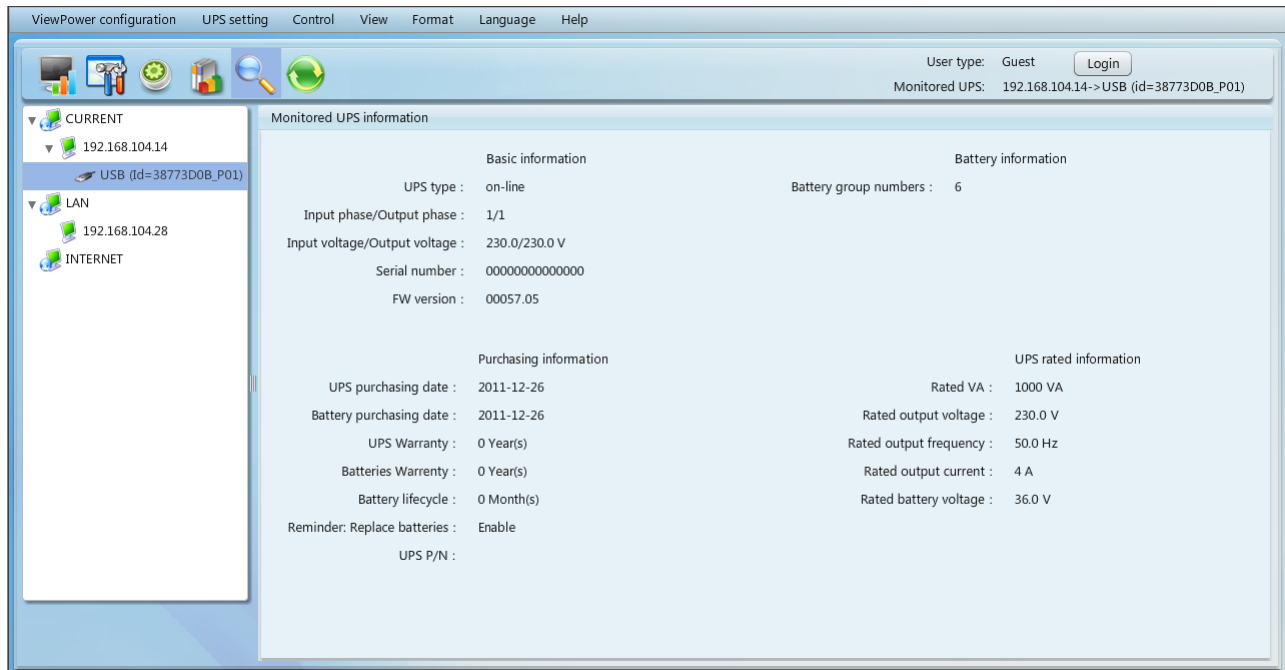 ViewPower configuration UPS setting Control View Format Language Help
User type: Guest Login
Monitored UPS: 192.168.104.14->USB (id=38773D0B_P01)
CURRENT
192.168.104.14
USB (Id=38773D0B_P01)
LAN
192.168.104.28
INTERNET
Monitored UPS information
Basic information
UPS type : on-line
Input phase/Output phase : 1/1
Input voltage/Output voltage : 230.0/230.0 V
Serial number : 00000000000000
FW version : 00057.05
Battery information
Battery group numbers : 6
Purchasing information
UPS purchasing date : 2011-12-26
Battery purchasing date : 2011-12-26
UPS Warranty : 0 Year(s)
Batteries Warrenty : 0 Year(s)
Battery lifecycle : 0 Month(s)
Reminder: Replace batteries : Enable
UPS P/N :
UPS rated information
Rated VA : 1000 VA
Rated output voltage : 230.0 V
Rated output frequency : 50.0 Hz
Rated output current : 4 A
Rated battery voltage : 36.0 V